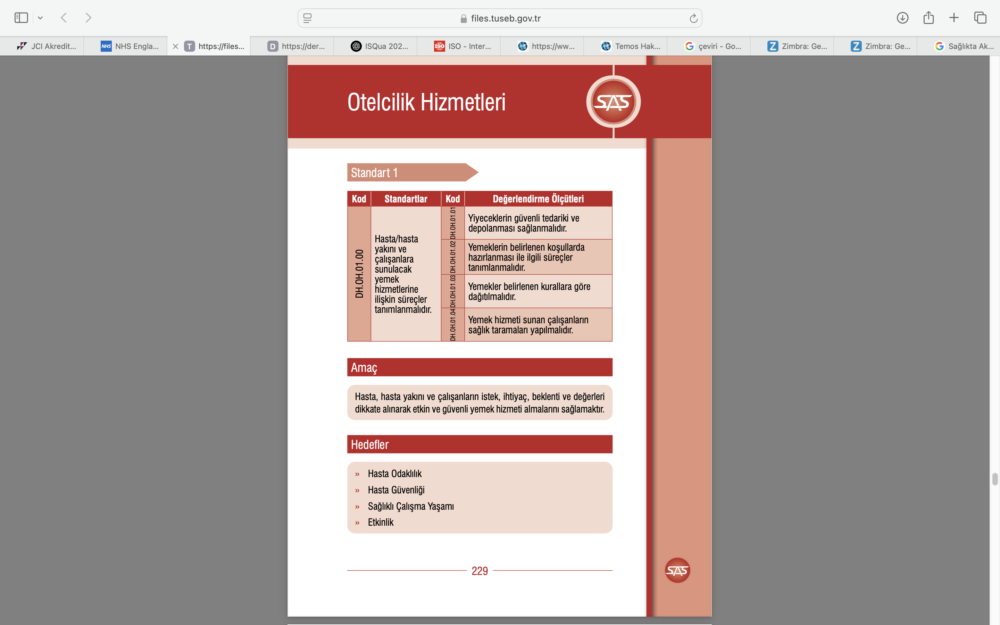 files.tuseb.gov.tr
JCI Akredit...
NHS
NHS Engla...
T
https://files...
D
https://der...
ISQua 202...
ISO
ISO - Inter...
https://ww...
Temos Hak...
G
çeviri - Go...
Z
Zimbra: Ge...
Z
Zimbra: Ge...
G
Sağlıkta Ak...
Otelcilik Hizmetleri
SAS
Standart 1
Kod
Standartlar
Kod
Değerlendirme Ölçütleri
DH.OH.01.00
Hasta/hasta
yakını ve
çalışanlara
sunulacak
yemek
hizmetlerine
ilişkin süreçler
tanımlanmalıdır.
DH.OH.01.01
Yiyeceklerin güvenli tedariki ve
depolanması sağlanmalıdır.
DH.OH.01.02
Yemeklerin belirlenen koşullarda
hazırlanması ile ilgili süreçler
tanımlanmalıdır.
DH.OH.01.03
Yemekler belirlenen kurallara göre
dağıtılmalıdır.
DH.OH.01.04
Yemek hizmeti sunan çalışanların
sağlık taramaları yapılmalıdır.
Amaç
Hasta, hasta yakını ve çalışanların istek, ihtiyaç, beklenti ve değerleri
dikkate alınarak etkin ve güvenli yemek hizmeti almalarını sağlamaktır.
Hedefler
» Hasta Odaklılık
» Hasta Güvenliği
» Sağlıklı Çalışma Yaşamı
» Etkinlik
229
SAS